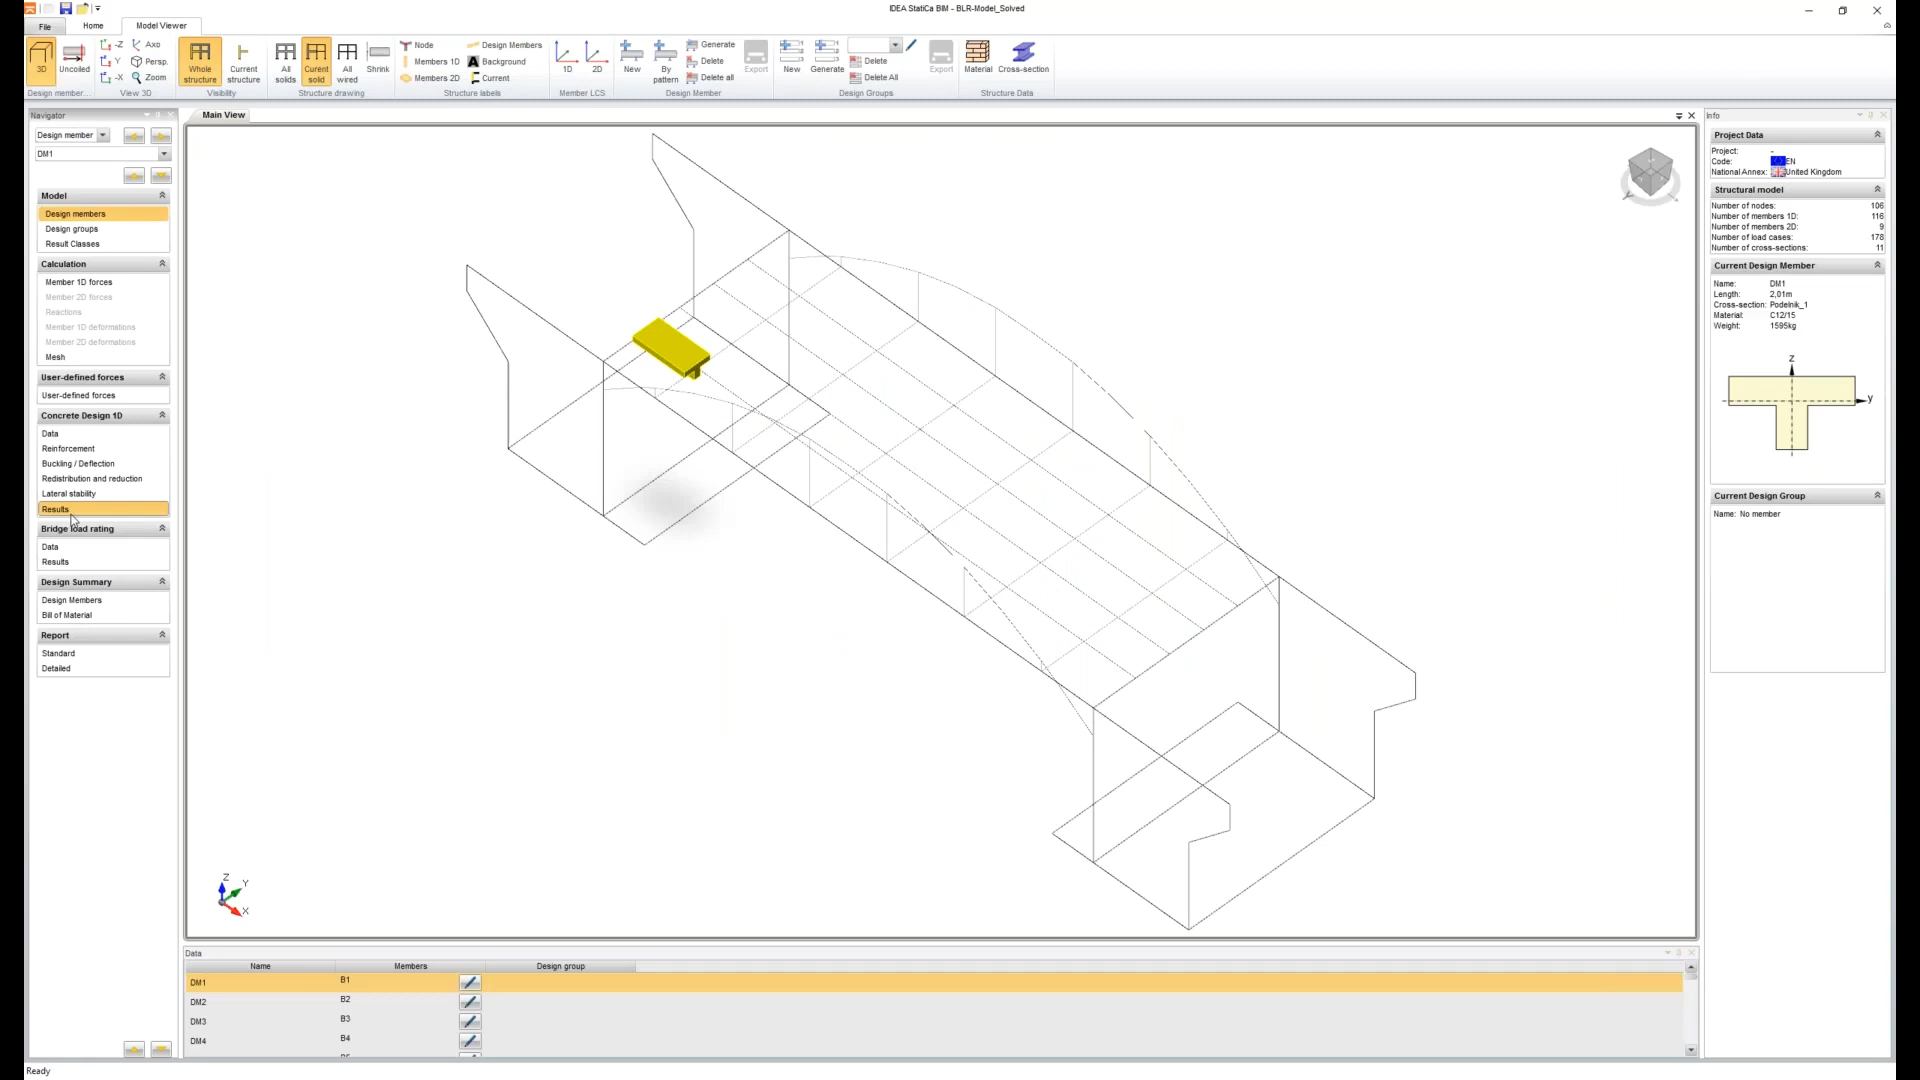 IDEA StatiCa BIM - BLR-Model_Solved
File
Home
Model Viewer
3D
Uncoiled
-Z
Y
-X
Axo
Persp.
Zoom
Whole structure
Current structure
All solids
Curent solid
All wired
Shrink
Node
Members 1D
Members 2D
Design Members
Background
Current
1D
2D
New
By pattern
Generate
Delete
Delete all
Export
New
Generate
Delete
Delete All
Export
Material
Cross-section
Design member...
View 3D
Visibility
Structure drawing
Structure labels
Member LCS
Design Member
Design Groups
Structure Data
Navigator
Design member
DM1
Model
Design members
Design groups
Result Classes
Calculation
Member 1D forces
Member 2D forces
Reactions
Member 1D deformations
Member 2D deformations
Mesh
User-defined forces
User-defined forces
Concrete Design 1D
Data
Reinforcement
Buckling / Deflection
Redistribution and reduction
Lateral stability
Results
Bridge load rating
Data
Results
Design Summary
Design Members
Bill of Material
Report
Standard
Detailed
Main View
Z
Y
X
Data
Name Members Design group
DM1 B1
DM2 B2
DM3 B3
DM4 B4
Info
Project Data
Project: -
Code: EN
National Annex: United Kingdom
Structural model
Number of nodes: 106
Number of members 1D: 116
Number of members 2D: 9
Number of load cases: 178
Number of cross-sections: 11
Current Design Member
Name: DM1
Length: 2,01m
Cross-section: Podelnik_1
Material: C12/15
Weight: 1595kg
z
y
Current Design Group
Name: No member
Ready